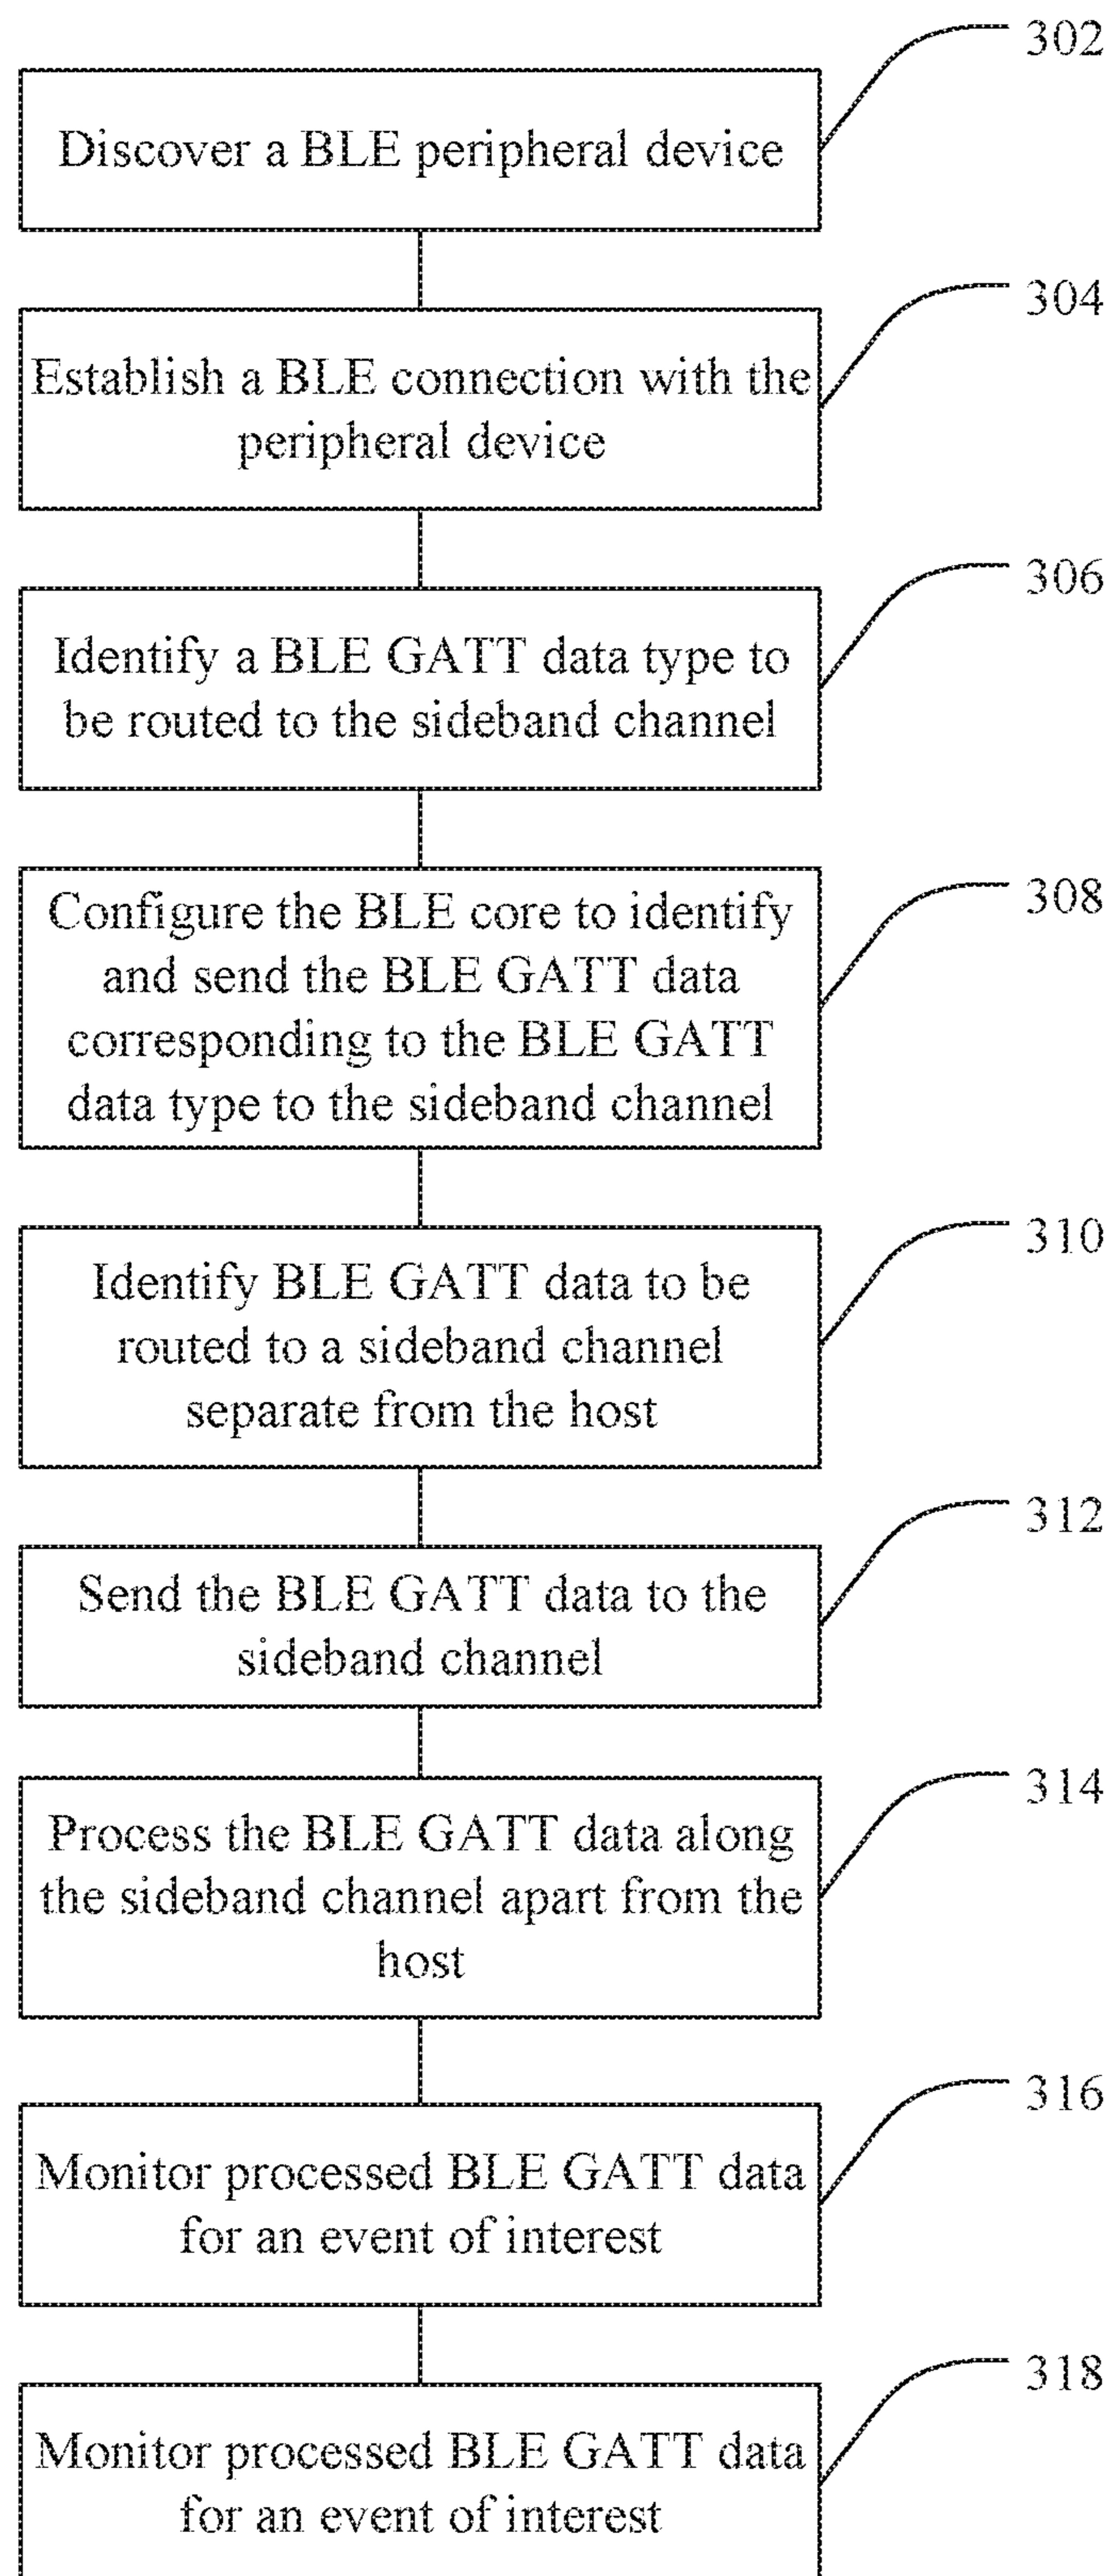 302
Discover a BLE peripheral device
304
Establish a BLE connection with the
peripheral device
306
Identify a BLE GATT data type to
be routed to the sideband channel
308
Configure the BLE core to identify
and send the BLE GATT data
corresponding to the BLE GATT
data type to the sideband channel
310
Identify BLE GATT data to be
routed to a sideband channel
separate from the host
312
Send the BLE GATT data to the
sideband channel
314
Process the BLE GATT data along
the sideband channel apart from the
host
316
Monitor processed BLE GATT data
for an event of interest
318
Monitor processed BLE GATT data
for an event of interest